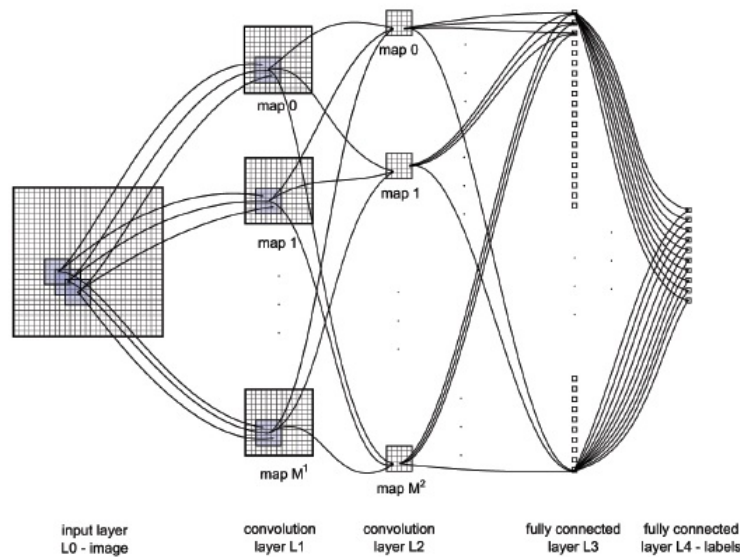 map 0
map 0
map 1
map 1
map M¹
map M²
input layer
L0 - image
convolution
layer L1
convolution
layer L2
fully connected
layer L3
fully connected
layer L4 - labels